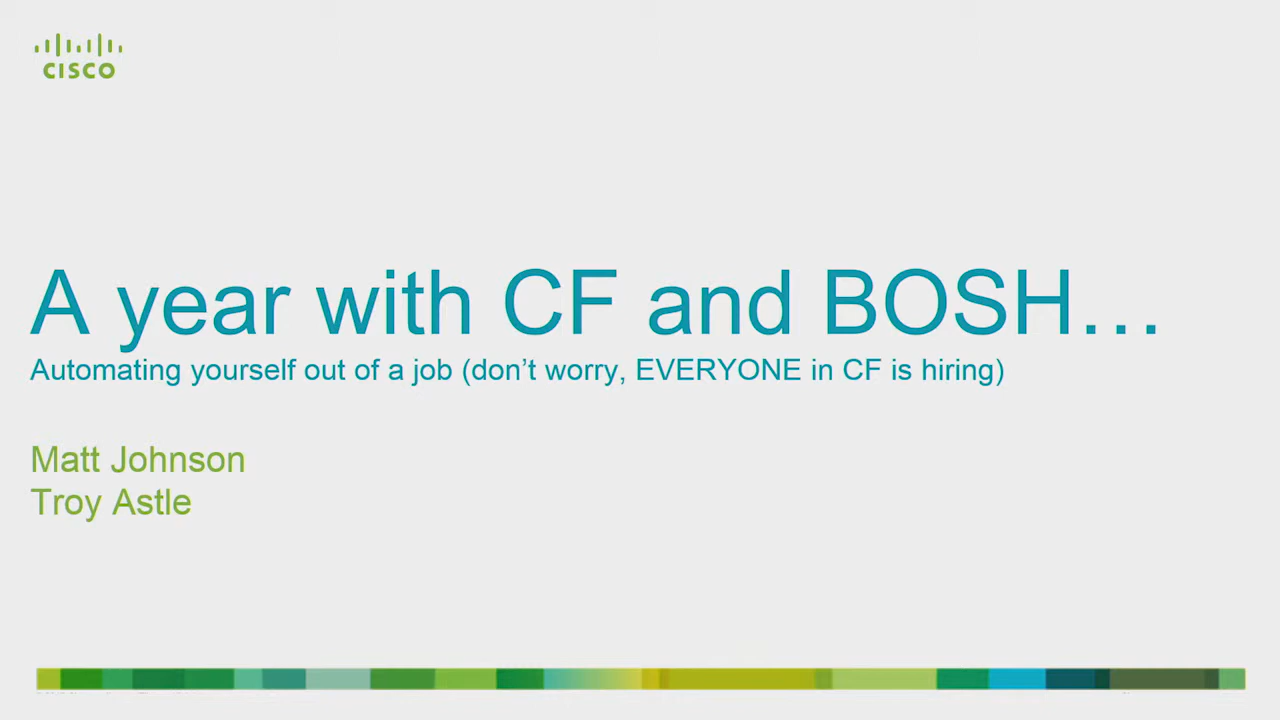 CISCO
A year with CF and BOSH…
Automating yourself out of a job (don’t worry, EVERYONE in CF is hiring)
Matt Johnson
Troy Astle